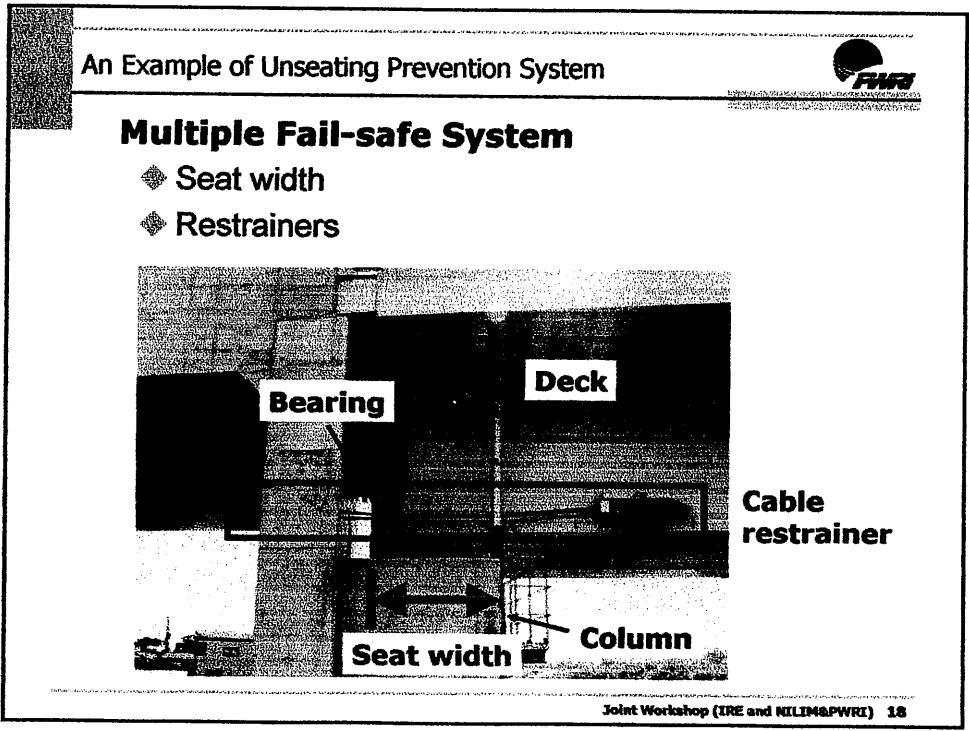 An Example of Unseating Prevention System
PWRI
Multiple Fail-safe System
Seat width
Restrainers
Deck
Bearing
Cable
restrainer
Column
Seat width
Joint Workshop (IRE and NILIM&PWRI) 18